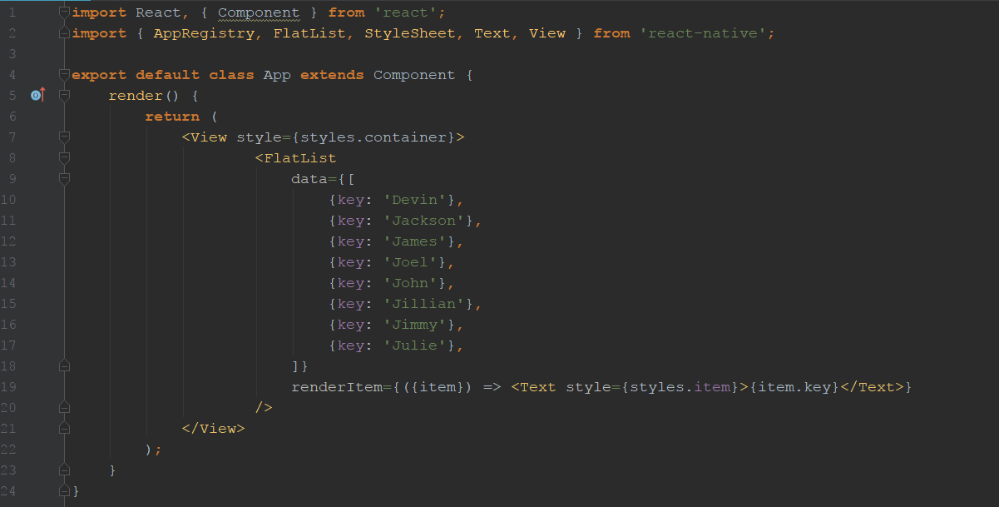 1 import React, { Component } from 'react';
2 import { AppRegistry, FlatList, StyleSheet, Text, View } from 'react-native';
3
4 export default class App extends Component {
5 render() {
6 return (
7 <View style={styles.container}>
8 <FlatList
9 data={[
10 {key: 'Devin'},
11 {key: 'Jackson'},
12 {key: 'James'},
13 {key: 'Joel'},
14 {key: 'John'},
15 {key: 'Jillian'},
16 {key: 'Jimmy'},
17 {key: 'Julie'},
18 ]}
19 renderItem={({item}) => <Text style={styles.item}>{item.key}</Text>}
20 />
21 </View>
22 );
23 }
24 }